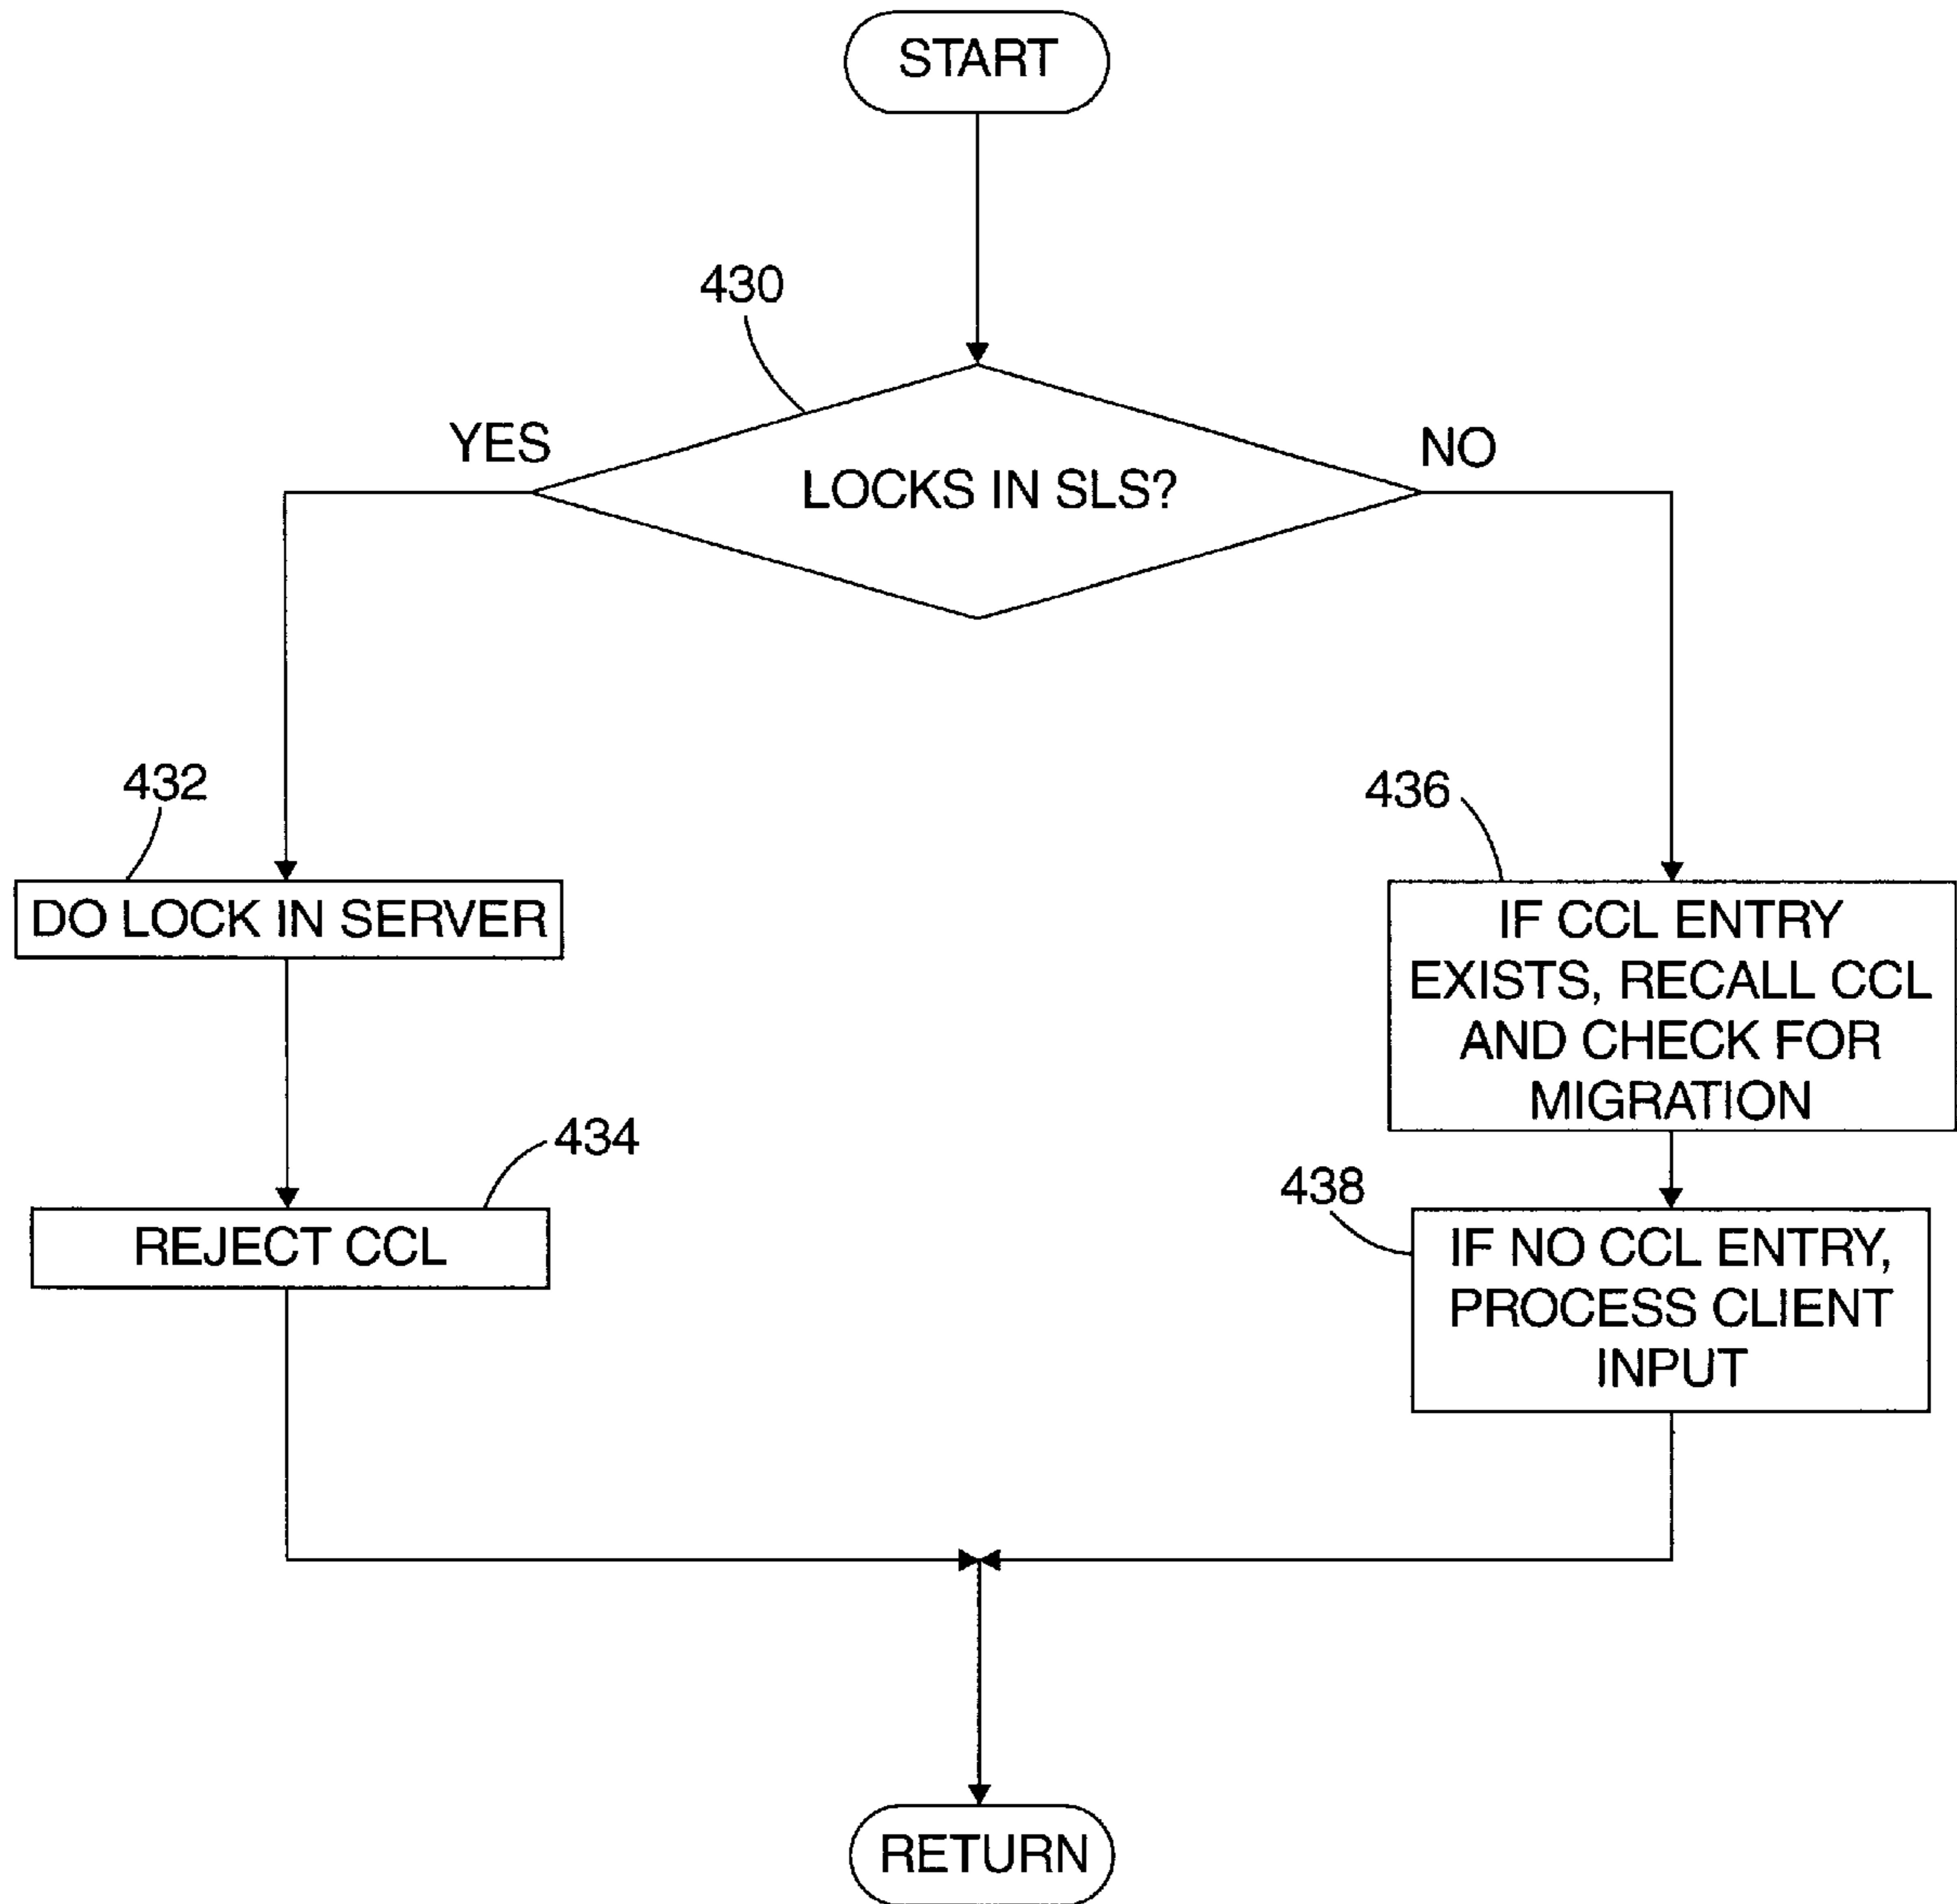 START
430
YES
NO
LOCKS IN SLS?
432
436
DO LOCK IN SERVER
IF CCL ENTRY
EXISTS, RECALL CCL
AND CHECK FOR
MIGRATION
434
438
REJECT CCL
IF NO CCL ENTRY,
PROCESS CLIENT
INPUT
RETURN